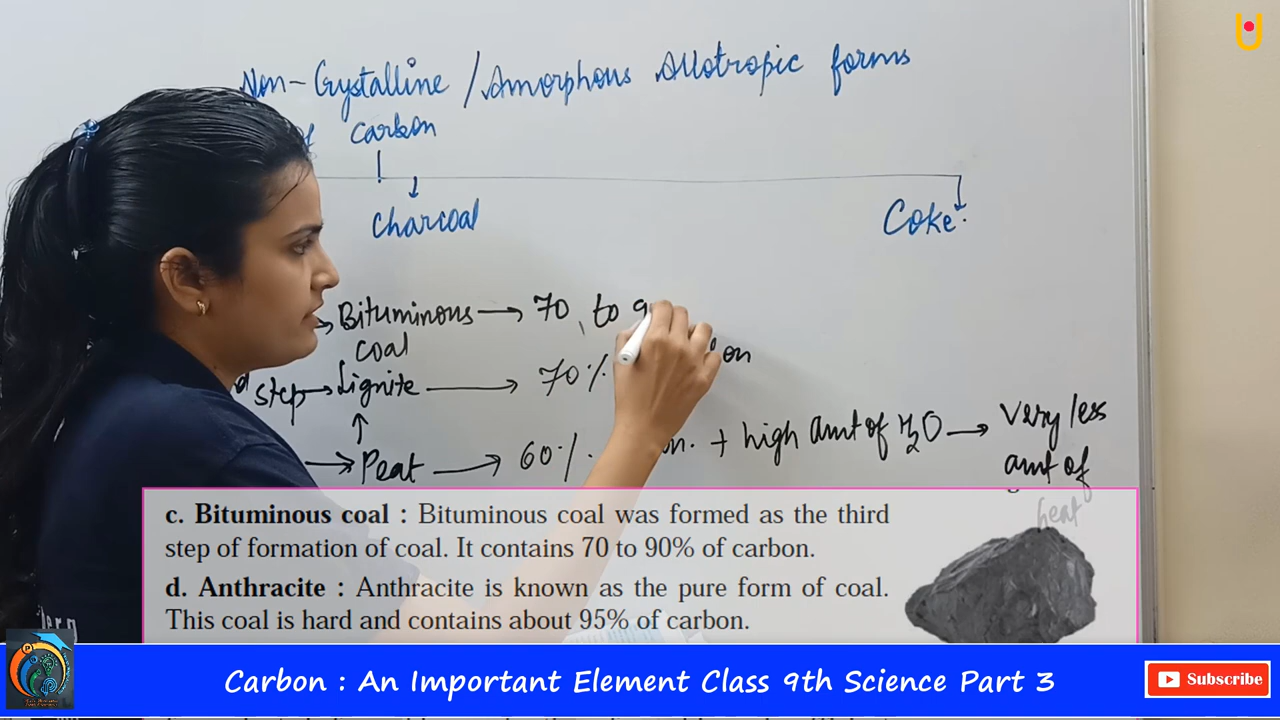 Non-Crystalline / Amorphous Allotropic forms
of carbon
Charcoal
Coke.
Bituminous → 70 to 9
coal
step → Lignite → 70%
on
Peat → 60%. n. + high amt of H2O → very less
amt of
heat
c. Bituminous coal : Bituminous coal was formed as the third
step of formation of coal. It contains 70 to 90% of carbon.
d. Anthracite : Anthracite is known as the pure form of coal.
This coal is hard and contains about 95% of carbon.
Carbon : An Important Element Class 9th Science Part 3
Subscribe